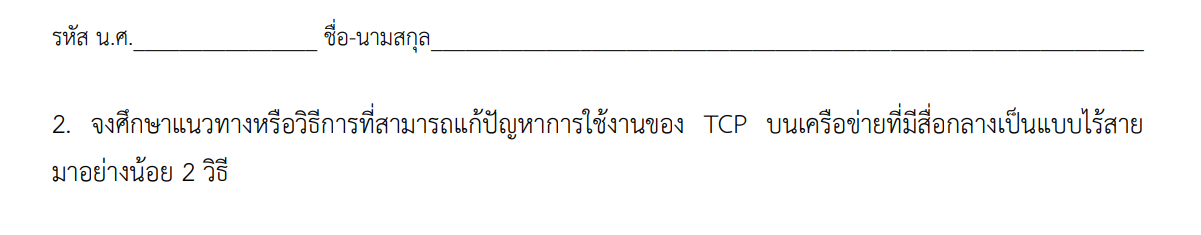 รหัส น.ศ.________________ ชื่อ-นามสกุล______________________________________________________________
2. จงศึกษาแนวทางหรือวิธีการที่สามารถแก้ปัญหาการใช้งานของ TCP บนเครือข่ายที่มีสื่อกลางเป็นแบบไร้สาย
มาอย่างน้อย 2 วิธี